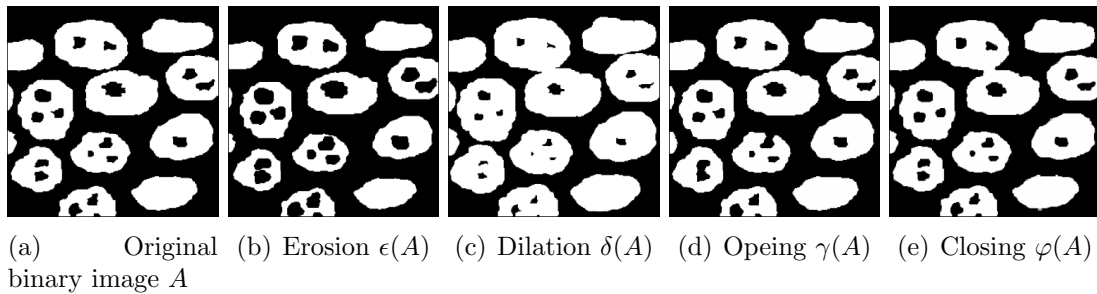 (a) Original
binary image A
(b) Erosion ϵ(A)
(c) Dilation δ(A)
(d) Opeing γ(A)
(e) Closing φ(A)